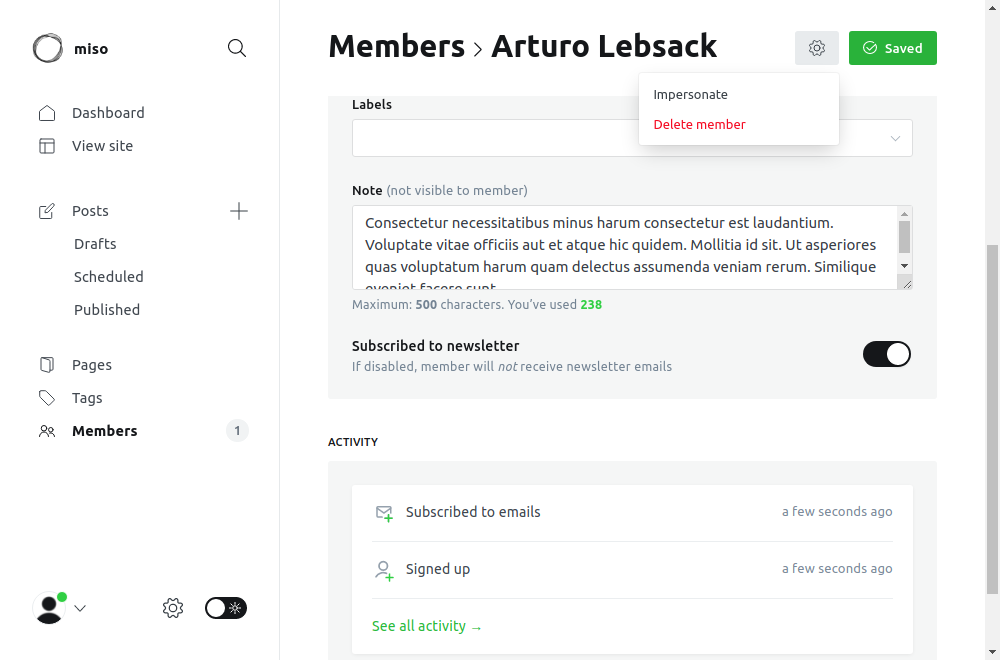 miso
Dashboard
View site
Posts
Drafts
Scheduled
Published
Pages
Tags
Members 1
Members > Arturo Lebsack
Saved
Impersonate
Delete member
Labels
Note (not visible to member)
Consectetur necessitatibus minus harum consectetur est laudantium.
Voluptate vitae officiis aut et atque hic quidem. Mollitia id sit. Ut asperiores
quas voluptatum harum quam delectus assumenda veniam rerum. Similique
eveniet facere sunt.
Maximum: 500 characters. You've used 238
Subscribed to newsletter
If disabled, member will not receive newsletter emails
ACTIVITY
Subscribed to emails a few seconds ago
Signed up a few seconds ago
See all activity →